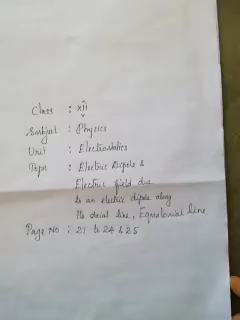 Class : XII
Subject : Physics
Unit : Electrostatics
Topic : Electric Dipole &
Electric field due
to an electric dipole along
its axial line, Equatorial line
Page No : 21 to 24 & 25